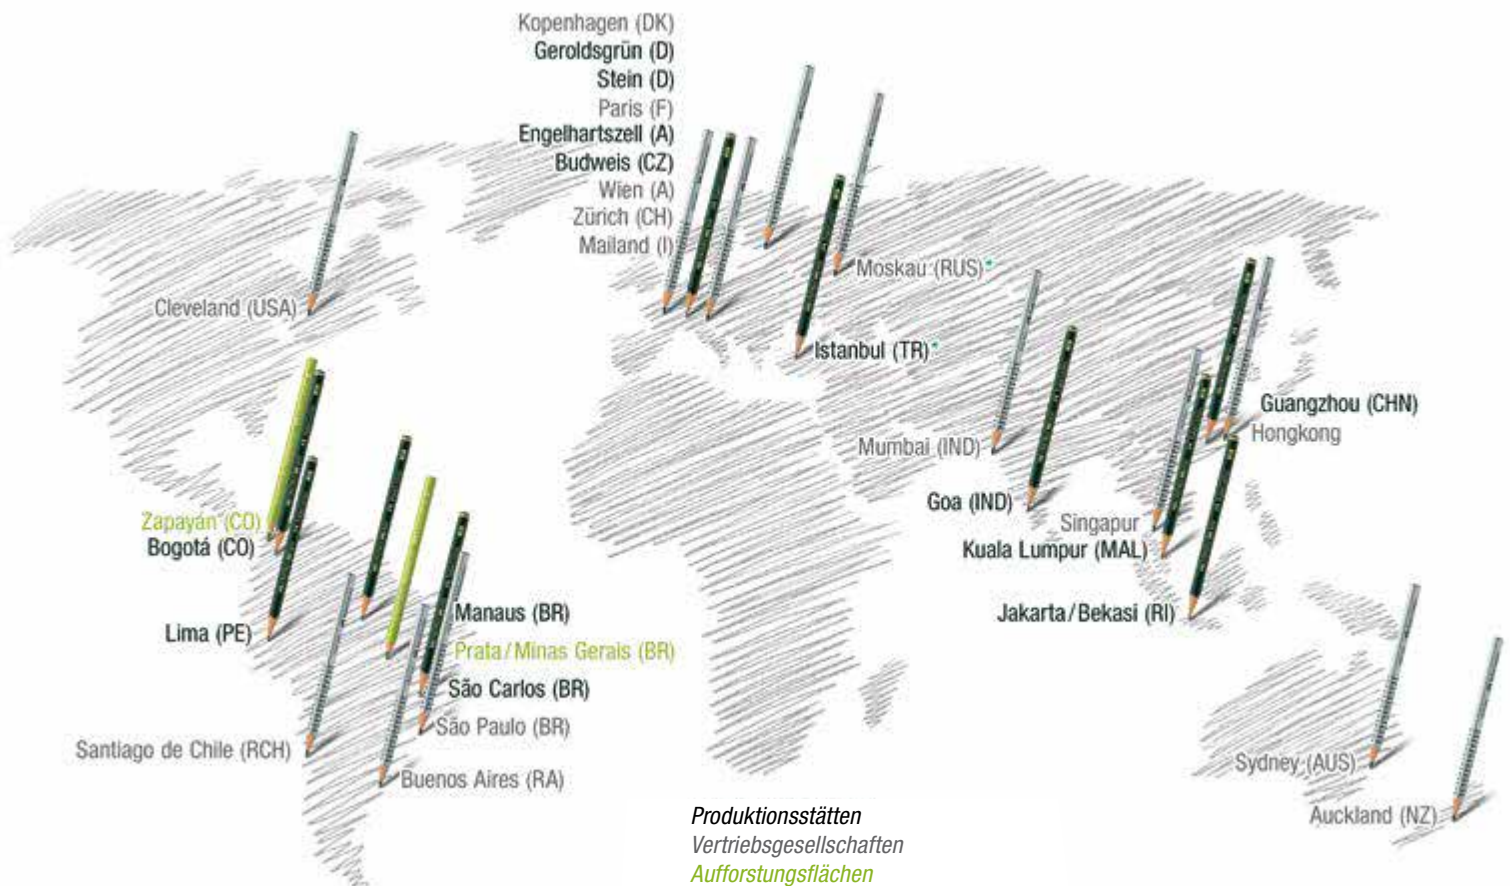 Kopenhagen (DK)
Geroldsgrün (D)
Stein (D)
Paris (F)
Engelhartszell (A)
Budweis (CZ)
Wien (A)
Zürich (CH)
Mailand (I)
Moskau (RUS)*
Cleveland (USA)
Istanbul (TR)*
Guangzhou (CHN)
Hongkong
Mumbai (IND)
Goa (IND)
Singapur
Kuala Lumpur (MAL)
Zapayán (CO)
Bogotá (CO)
Jakarta/Bekasi (RI)
Manaus (BR)
Lima (PE)
Prata/Minas Gerais (BR)
São Carlos (BR)
São Paulo (BR)
Santiago de Chile (RCH)
Buenos Aires (RA)
Sydney (AUS)
Auckland (NZ)
Produktionsstätten
Vertriebsgesellschaften
Aufforstungsflächen